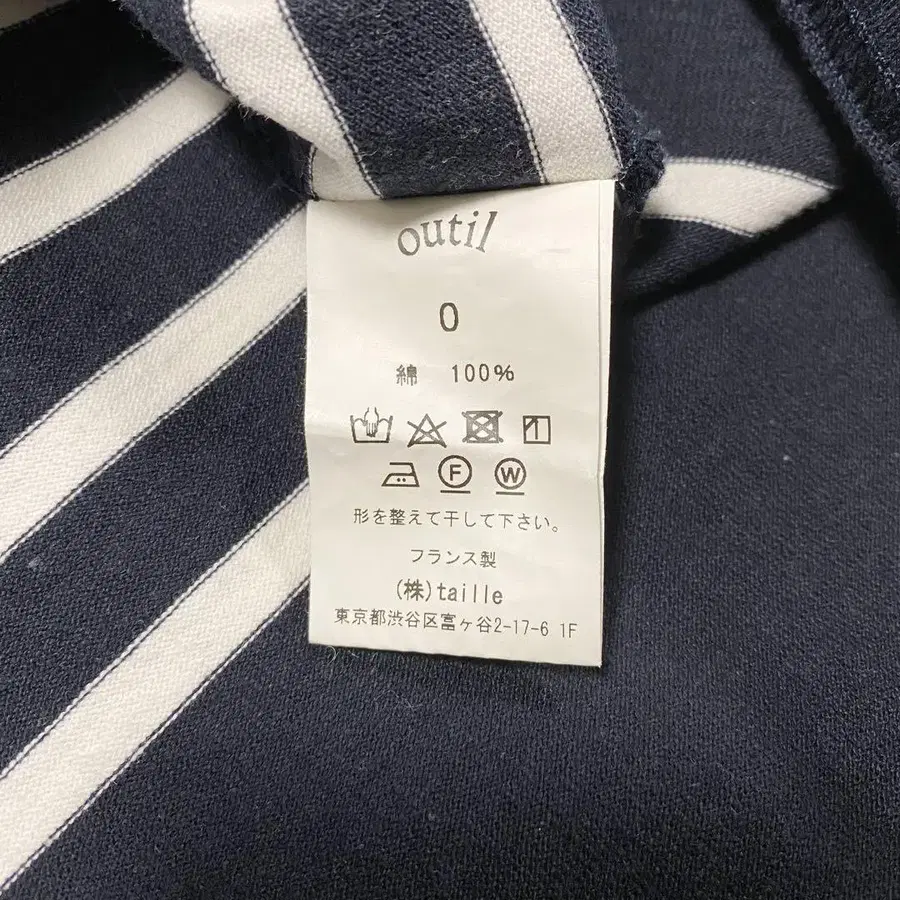 outil
0
綿 100%
F W
形を整えて干して下さい。
フランス製
(株)taille
東京都渋谷区富ヶ谷2-17-6 1F